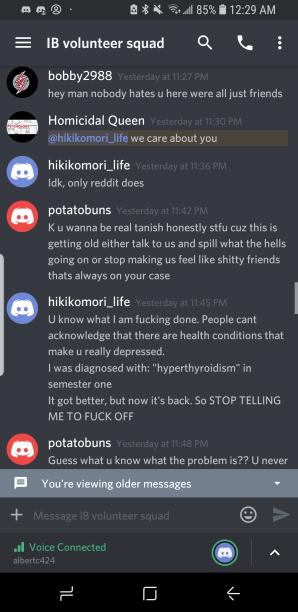 85% 12:29 AM
IB volunteer squad
bobby2988 Yesterday at 11:27 PM
hey man nobody hates u here were all just friends
Homicidal Queen Yesterday at 11:30 PM
@hikikomori_life we care about you
hikikomori_life Yesterday at 11:36 PM
Idk, only reddit does
potatobuns Yesterday at 11:42 PM
K u wanna be real tanish honestly stfu cuz this is
getting old either talk to us and spill what the hells
going on or stop making us feel like shitty friends
thats always on your case
hikikomori_life Yesterday at 11:45 PM
U know what I am fucking done. People cant
acknowledge that there are health conditions that
make u really depressed.
I was diagnosed with: "hyperthyroidism" in
semester one
It got better, but now it's back. So STOP TELLING
ME TO FUCK OFF
potatobuns Yesterday at 11:48 PM
Guess what u know what the problem is?? U never
You're viewing older messages
Message IB volunteer squad
Voice Connected
albertc424